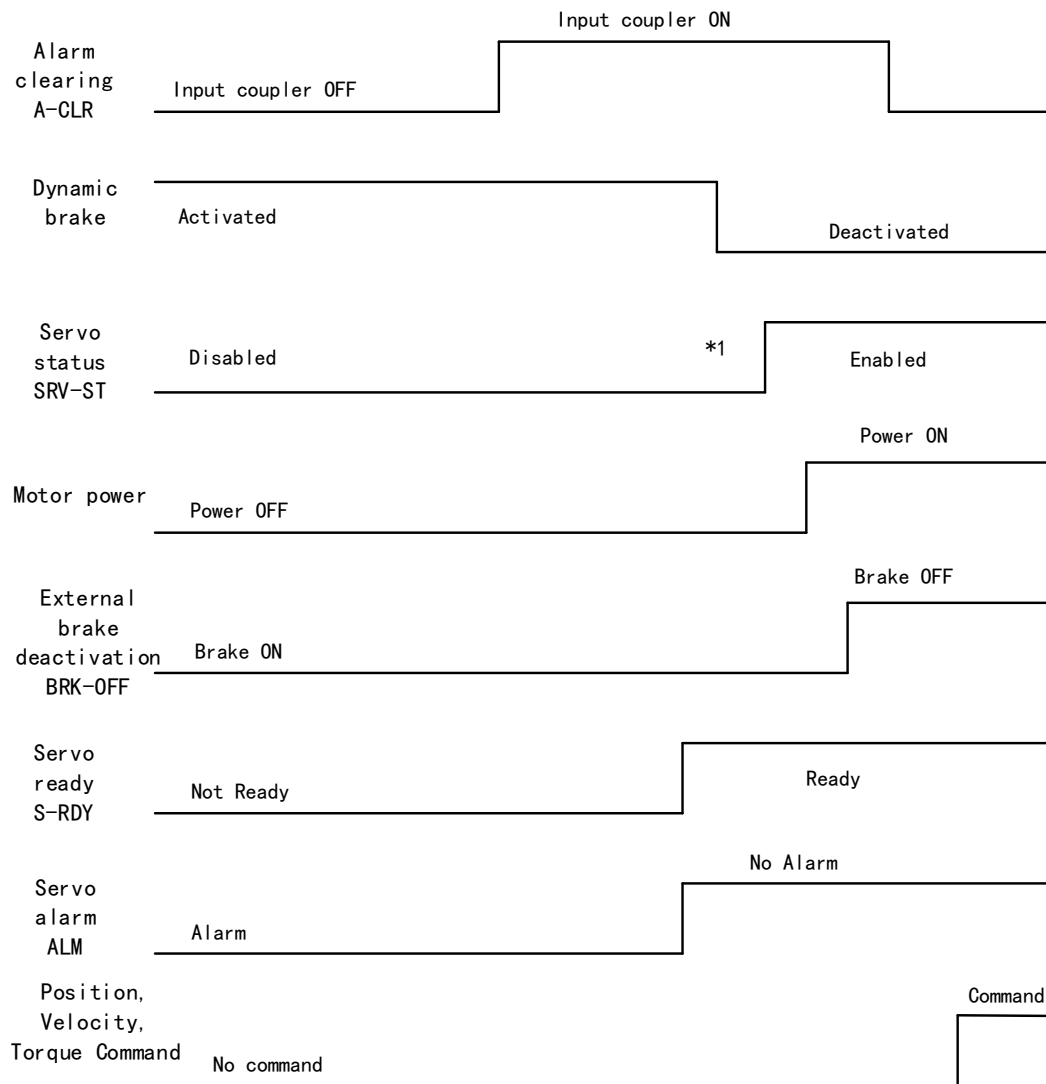 Input coupler ON
Alarm
clearing
A-CLR
Input coupler OFF
Dynamic
brake
Activated
Deactivated
Servo
status
SRV-ST
Disabled
*1
Enabled
Power ON
Motor power
Power OFF
Brake OFF
External
brake
deactivation
BRK-OFF
Brake ON
Servo
ready
S-RDY
Not Ready
Ready
No Alarm
Servo
alarm
ALM
Alarm
Position,
Velocity,
Torque Command
No command
Command